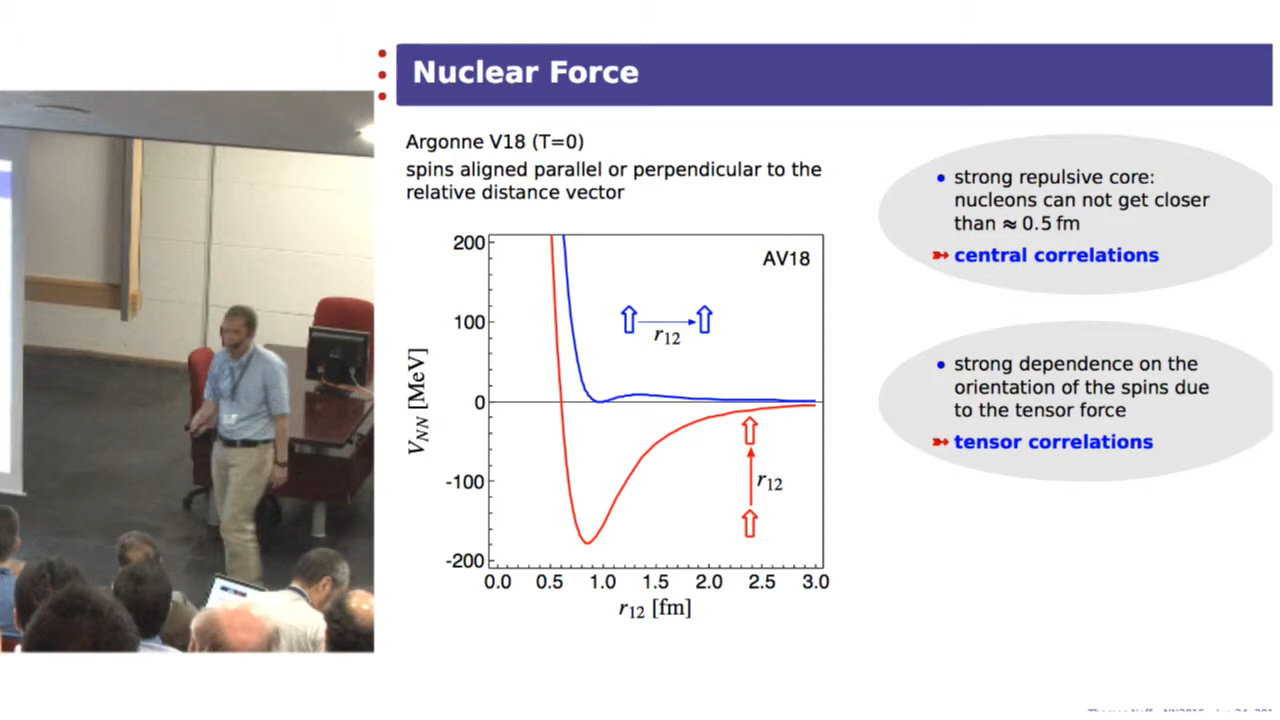 Nuclear Force
Argonne V18 (T=0)
spins aligned parallel or perpendicular to the
relative distance vector
200
100
0
-100
-200
V_NN [MeV]
AV18
r12
r12
0.0 0.5 1.0 1.5 2.0 2.5 3.0
r12 [fm]
• strong repulsive core:
nucleons can not get closer
than ≈ 0.5 fm
➳ central correlations
• strong dependence on the
orientation of the spins due
to the tensor force
➳ tensor correlations